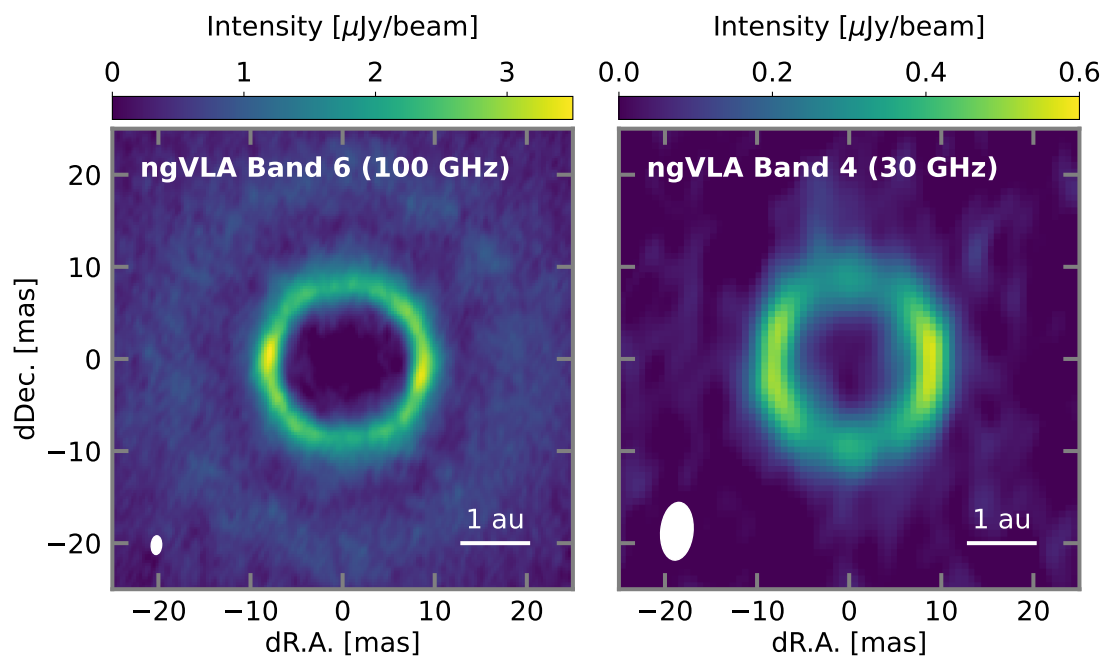 Intensity [μJy/beam]
0 1 2 3
ngVLA Band 6 (100 GHz)
20
10
0
−10
−20
dDec. [mas]
1 au
−20 −10 0 10 20
dR.A. [mas]
Intensity [μJy/beam]
0.0 0.2 0.4 0.6
ngVLA Band 4 (30 GHz)
1 au
−20 −10 0 10 20
dR.A. [mas]